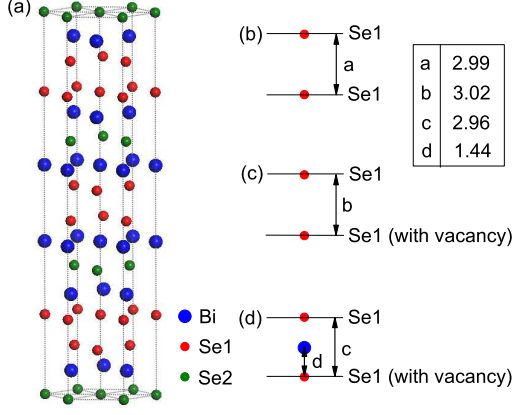 (a)
Bi
Se1
Se2
(b)
Se1
a
Se1
(c)
Se1
b
Se1 (with vacancy)
(d)
Se1
d
c
Se1 (with vacancy)
a 2.99
b 3.02
c 2.96
d 1.44